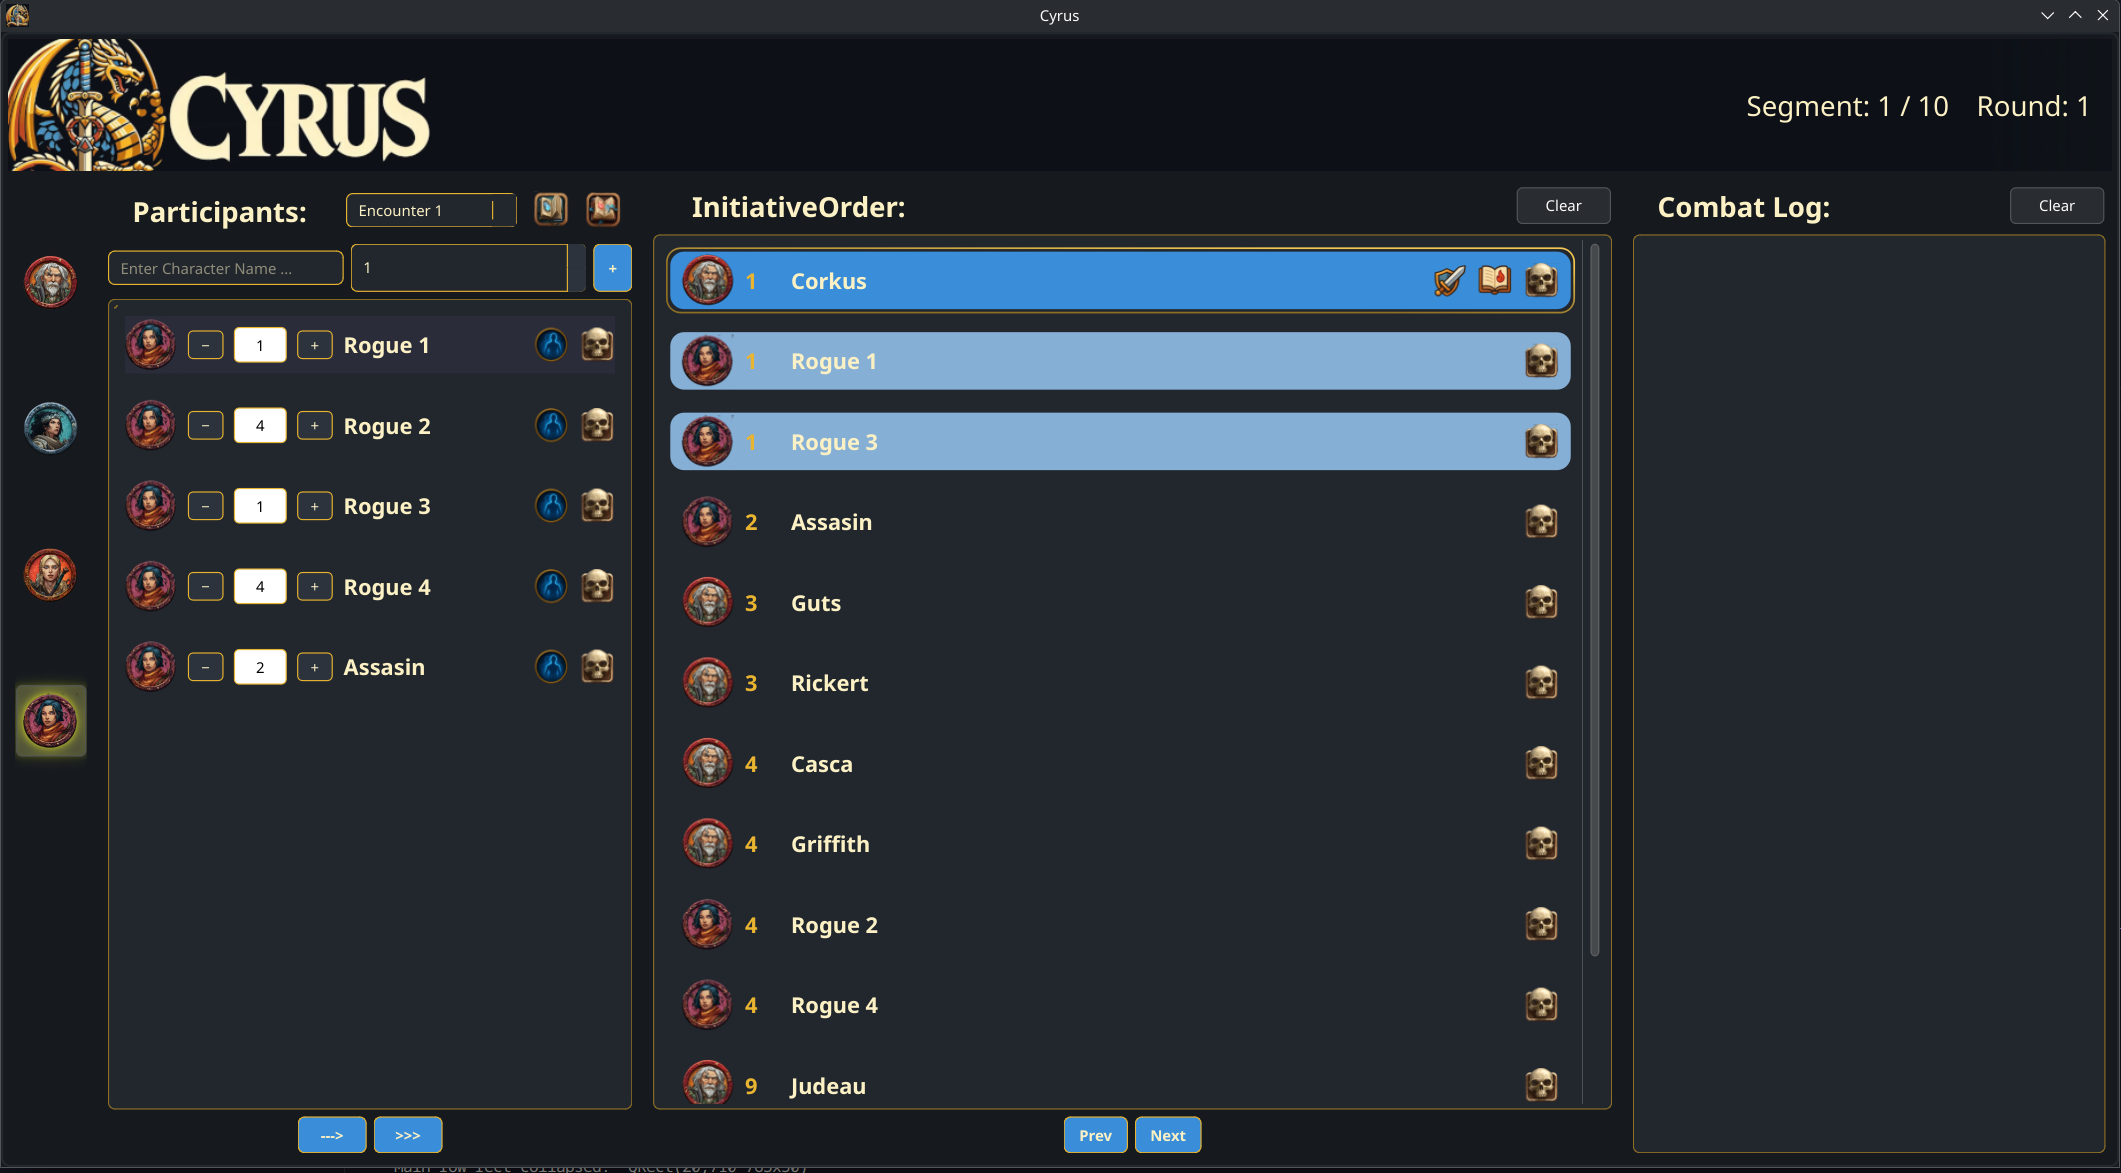 Cyrus
CYRUS
Segment: 1 / 10 Round: 1
Participants:
Encounter 1
Enter Character Name ...
1
+
− 1 + Rogue 1
− 4 + Rogue 2
− 1 + Rogue 3
− 4 + Rogue 4
− 2 + Assasin
--->
>>>
InitiativeOrder:
Clear
1 Corkus
1 Rogue 1
1 Rogue 3
2 Assasin
3 Guts
3 Rickert
4 Casca
4 Griffith
4 Rogue 2
4 Rogue 4
9 Judeau
Prev
Next
Combat Log:
Clear